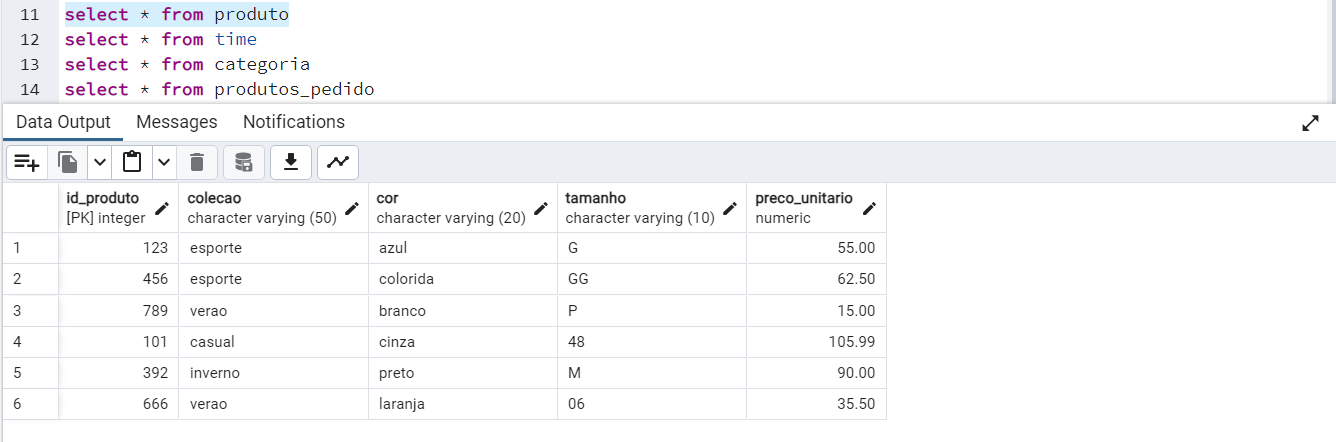 11 select * from produto
12 select * from time
13 select * from categoria
14 select * from produtos_pedido
Data Output Messages Notifications
id_produto colecao cor tamanho preco_unitario
[PK] integer character varying (50) character varying (20) character varying (10) numeric
1 123 esporte azul G 55.00
2 456 esporte colorida GG 62.50
3 789 verao branco P 15.00
4 101 casual cinza 48 105.99
5 392 inverno preto M 90.00
6 666 verao laranja 06 35.50